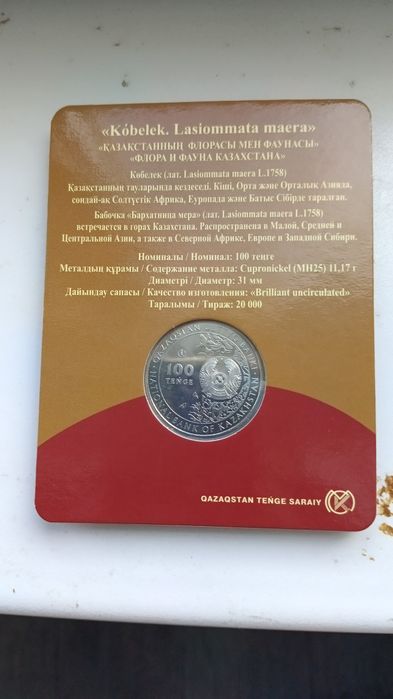 «Kóbelek. Lasiommata maera»
«ҚАЗАҚСТАННЫҢ ФЛОРАСЫ МЕН ФАУНАСЫ»
«ФЛОРА И ФАУНА КАЗАХСТАНА»
Көбелек (лат. Lasiommata maera L.1758)
Қазақстанның тауларында кездеседі. Кіші, Орта және Орталық Азияда,
сондай-ақ Солтүстік Африка, Еуропада және Батыс Сібірде таралған.
Бабочка «Бархатница мера» (лат. Lasiommata maera L.1758)
встречается в горах Казахстана. Распространена в Малой, Средней и
Центральной Азии, а также в Северной Африке, Европе и Западной Сибири.
Номиналы / Номинал: 100 тенге
Металдың құрамы / Содержание металла: Cupronickel (МН25) 11,17 г
Диаметрі / Диаметр: 31 мм
Дайындау сапасы / Качество изготовления: «Brilliant uncirculated»
Таралымы / Тираж: 20 000
QAZAQSTAN
100
TEŃGE
NATIONAL BANK OF KAZAKHSTAN
QAZAQSTAN TEŃGE SARAIY